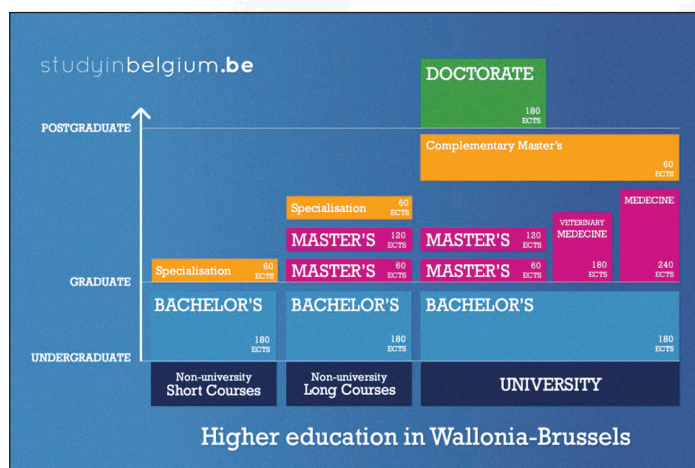 studyinbelgium.be
DOCTORATE
180
ECTS
POSTGRADUATE
Complementary Master's
60
ECTS
Specialisation
60
ECTS
MASTER'S
120
ECTS
MASTER'S
120
ECTS
VETERINARY
MEDECINE
180
ECTS
MEDECINE
240
ECTS
Specialisation
60
ECTS
MASTER'S
60
ECTS
MASTER'S
60
ECTS
GRADUATE
BACHELOR'S
180
ECTS
BACHELOR'S
180
ECTS
BACHELOR'S
180
ECTS
UNDERGRADUATE
Non-university
Short Courses
Non-university
Long Courses
UNIVERSITY
Higher education in Wallonia-Brussels